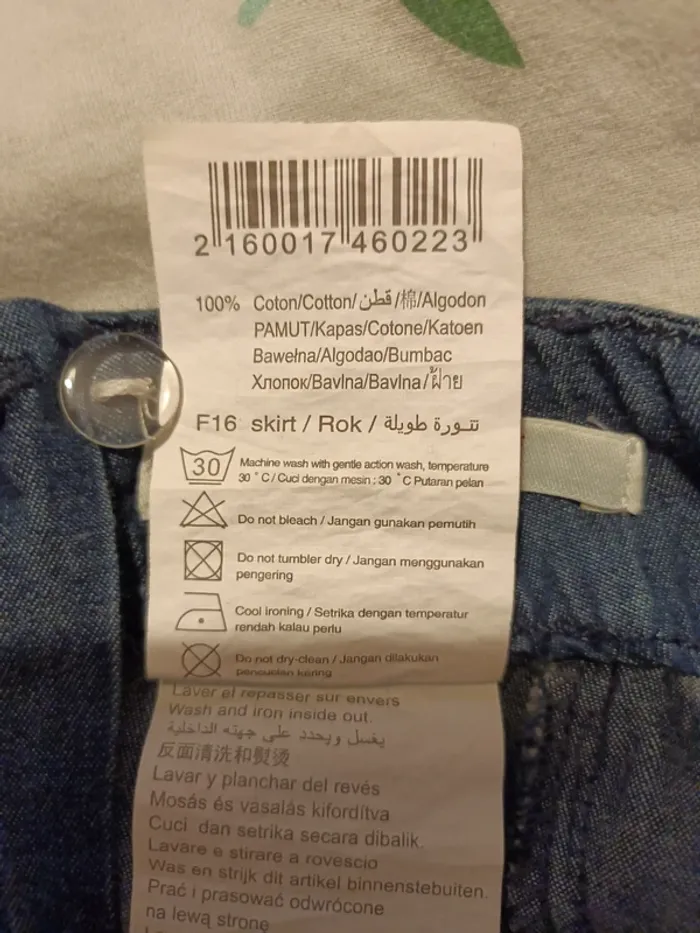 2 160017 460223
100% Coton/Cotton/قطن/棉/Algodon
PAMUT/Kapas/Cotone/Katoen
Bawełna/Algodao/Bumbac
Хлопок/Bavlna/Bavlna/ฝ้าย
F16 skirt / Rok / تنورة طويلة
30
Machine wash with gentle action wash, temperature
30 ° C / Cuci dengan mesin : 30 ° C Putaran pelan
Do not bleach / Jangan gunakan pemutih
Do not tumbler dry / Jangan menggunakan
pengering
Cool ironing / Setrika dengan temperatur
rendah kalau perlu
Do not dry-clean / Jangan dilakukan
pencucian kering
Laver et repasser sur envers
Wash and iron inside out.
يغسل ويحدد على جهته الداخلية
反面清洗和熨烫
Lavar y planchar del revés
Mosás és vasalás kifordítva
Cuci dan setrika secara dibalik.
Lavare e stirare a rovescio
Was en strijk dit artikel binnenstebuiten.
Prać i prasować odwrócone
na lewą stronę